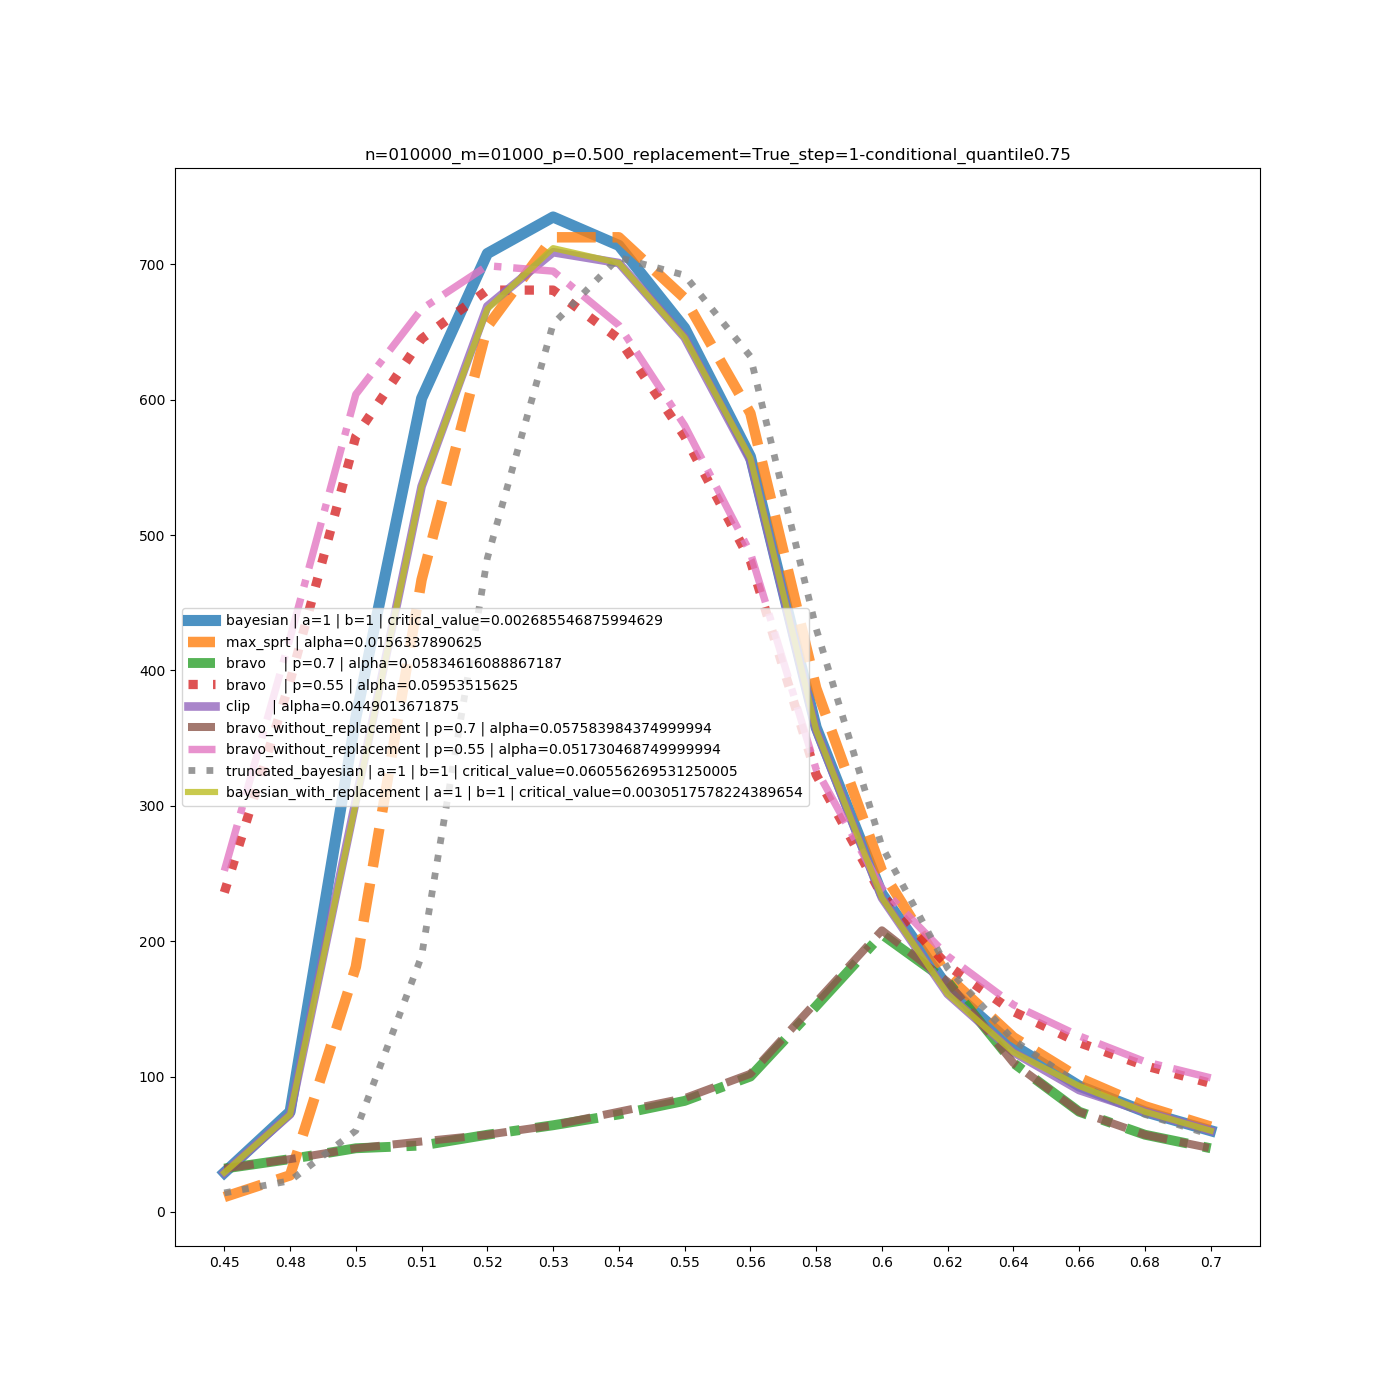 n=010000_m=01000_p=0.500_replacement=True_step=1-conditional_quantile0.75
700
600
500
400
300
200
100
0
bayesian | a=1 | b=1 | critical_value=0.002685546875994629
max_sprt | alpha=0.0156337890625
bravo | p=0.7 | alpha=0.05834616088867187
bravo | p=0.55 | alpha=0.05953515625
clip | alpha=0.0449013671875
bravo_without_replacement | p=0.7 | alpha=0.057583984374999994
bravo_without_replacement | p=0.55 | alpha=0.051730468749999994
truncated_bayesian | a=1 | b=1 | critical_value=0.060556269531250005
bayesian_with_replacement | a=1 | b=1 | critical_value=0.0030517578224389654
0.45 0.48 0.5 0.51 0.52 0.53 0.54 0.55 0.56 0.58 0.6 0.62 0.64 0.66 0.68 0.7